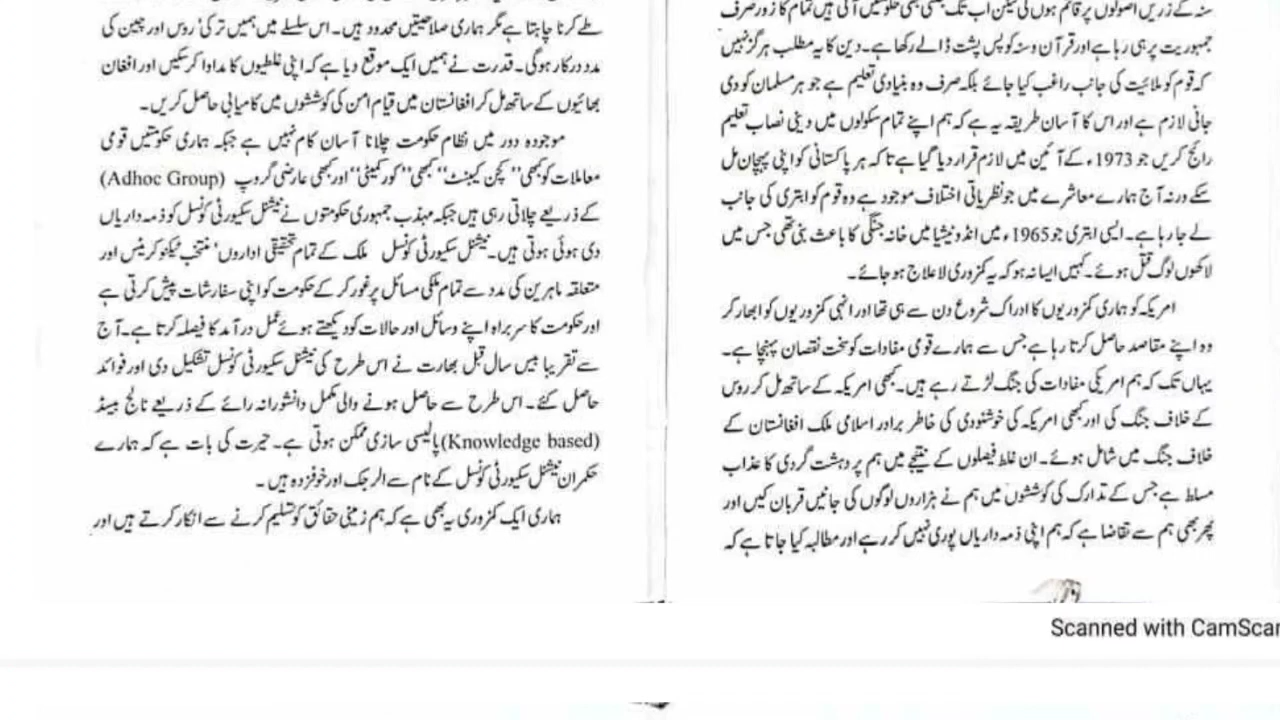 سنہ کے زریں اصولوں پر قائم ہوں گی لیکن اب تک جتنی بھی حکومتیں آئی ہیں تمام کا زور صرف
جمہوریت پر ہی رہا ہے اور قرآن و سنہ کو پس پشت ڈالے رکھا ہے۔ دین کا یہ مطلب ہرگز نہیں
کہ قوم کو ملائیت کی جانب راغب کیا جائے بلکہ صرف وہ بنیادی تعلیم ہے جو ہر مسلمان کو دی
جانی لازم ہے اور اس کا آسان طریقہ یہ ہے کہ ہم اپنے تمام سکولوں میں دینی نصاب تعلیم
رائج کریں جو 1973ء کے آئین میں لازم قرار دیا گیا ہے تا کہ ہر پاکستانی کو اپنی پہچان مل
سکے ورنہ آج ہمارے معاشرے میں جو نظریاتی اختلاف موجود ہے وہ قوم کو ابتری کی جانب
لے جا رہا ہے۔ ایسی ابتری جو 1965ء میں انڈونیشیا میں خانہ جنگی کا باعث بنی تھی جس میں
لاکھوں لوگ قتل ہوئے۔ کہیں ایسا نہ ہو کہ یہ کمزوری لاعلاج ہو جائے۔
امریکہ کو ہماری کمزوریوں کا ادراک شروع دن سے ہی تھا اور انہی کمزوریوں کو ابھار کر
وہ اپنے مقاصد حاصل کرتا رہا ہے جس سے ہمارے قومی مفادات کو سخت نقصان پہنچا ہے۔
یہاں تک کہ ہم امریکی مفادات کی جنگ لڑتے رہے ہیں۔ کبھی امریکہ کے ساتھ مل کر روس
کے خلاف جنگ کی اور کبھی امریکہ کی خوشنودی کی خاطر برادر اسلامی ملک افغانستان کے
خلاف جنگ میں شامل ہوئے۔ ان غلط فیصلوں کے نتیجے میں ہم پر دہشت گردی کا عذاب
مسلط ہے جس کے تدارک کی کوششوں میں ہم نے ہزاروں لوگوں کی جانیں قربان کیں اور
پھر بھی ہم سے تقاضا ہے کہ ہم اپنی ذمہ داریاں پوری نہیں کر رہے اور مطالبہ کیا جاتا ہے کہ
طے کرنا چاہتا ہے مگر ہماری صلاحیتیں محدود ہیں۔ اس سلسلے میں ہمیں ترکی' روس اور چین کی
مدد درکار ہوگی۔ قدرت نے ہمیں ایک موقع دیا ہے کہ اپنی غلطیوں کا مداوا کر سکیں اور افغان
بھائیوں کے ساتھ مل کر افغانستان میں قیام امن کی کوششوں میں کامیابی حاصل کریں۔
موجودہ دور میں نظام حکومت چلانا آسان کام نہیں ہے جبکہ ہماری حکومتیں قومی
معاملات کو کبھی "کچن کیبنٹ" کبھی "کور کمیٹی" اور کبھی عارضی گروپ (Adhoc Group)
کے ذریعے چلاتی رہی ہیں جبکہ مہذب جمہوری حکومتوں نے نیشنل سکیورٹی کونسل کو ذمہ داریاں
دی ہوئی ہوتی ہیں۔ نیشنل سکیورٹی کونسل ملک کے تمام تحقیقی اداروں' منتخب ٹیکنوکریٹس اور
متعلقہ ماہرین کی مدد سے تمام ملکی مسائل پر غور کر کے حکومت کو اپنی سفارشات پیش کرتی ہے
اور حکومت کا سربراہ اپنے وسائل اور حالات کو دیکھتے ہوئے عمل درآمد کا فیصلہ کرتا ہے۔ آج
سے تقریبا بیس سال قبل بھارت نے اس طرح کی نیشنل سکیورٹی کونسل تشکیل دی اور فوائد
حاصل کئے۔ اس طرح سے حاصل ہونے والی مکمل دانشورانہ رائے کے ذریعے نالج بیسڈ
(Knowledge based) پالیسی سازی ممکن ہوتی ہے۔ حیرت کی بات ہے کہ ہمارے
حکمران نیشنل سکیورٹی کونسل کے نام سے الرجک اور خوفزدہ ہیں۔
ہماری ایک کمزوری یہ بھی ہے کہ ہم زمینی حقائق کو تسلیم کرنے سے انکار کرتے ہیں اور
Scanned with CamScan